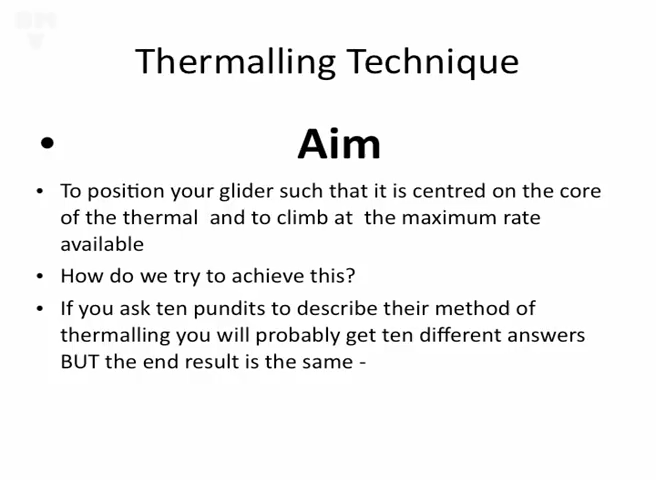 Thermalling Technique
• Aim
• To position your glider such that it is centred on the core
of the thermal and to climb at the maximum rate
available
• How do we try to achieve this?
• If you ask ten pundits to describe their method of
thermalling you will probably get ten different answers
BUT the end result is the same -